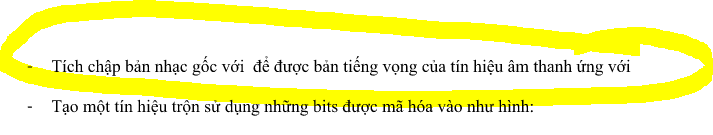 - Tích chập bản nhạc gốc với  để được bản tiếng vọng của tín hiệu âm thanh ứng với
- Tạo một tín hiệu trộn sử dụng những bits được mã hóa vào như hình: